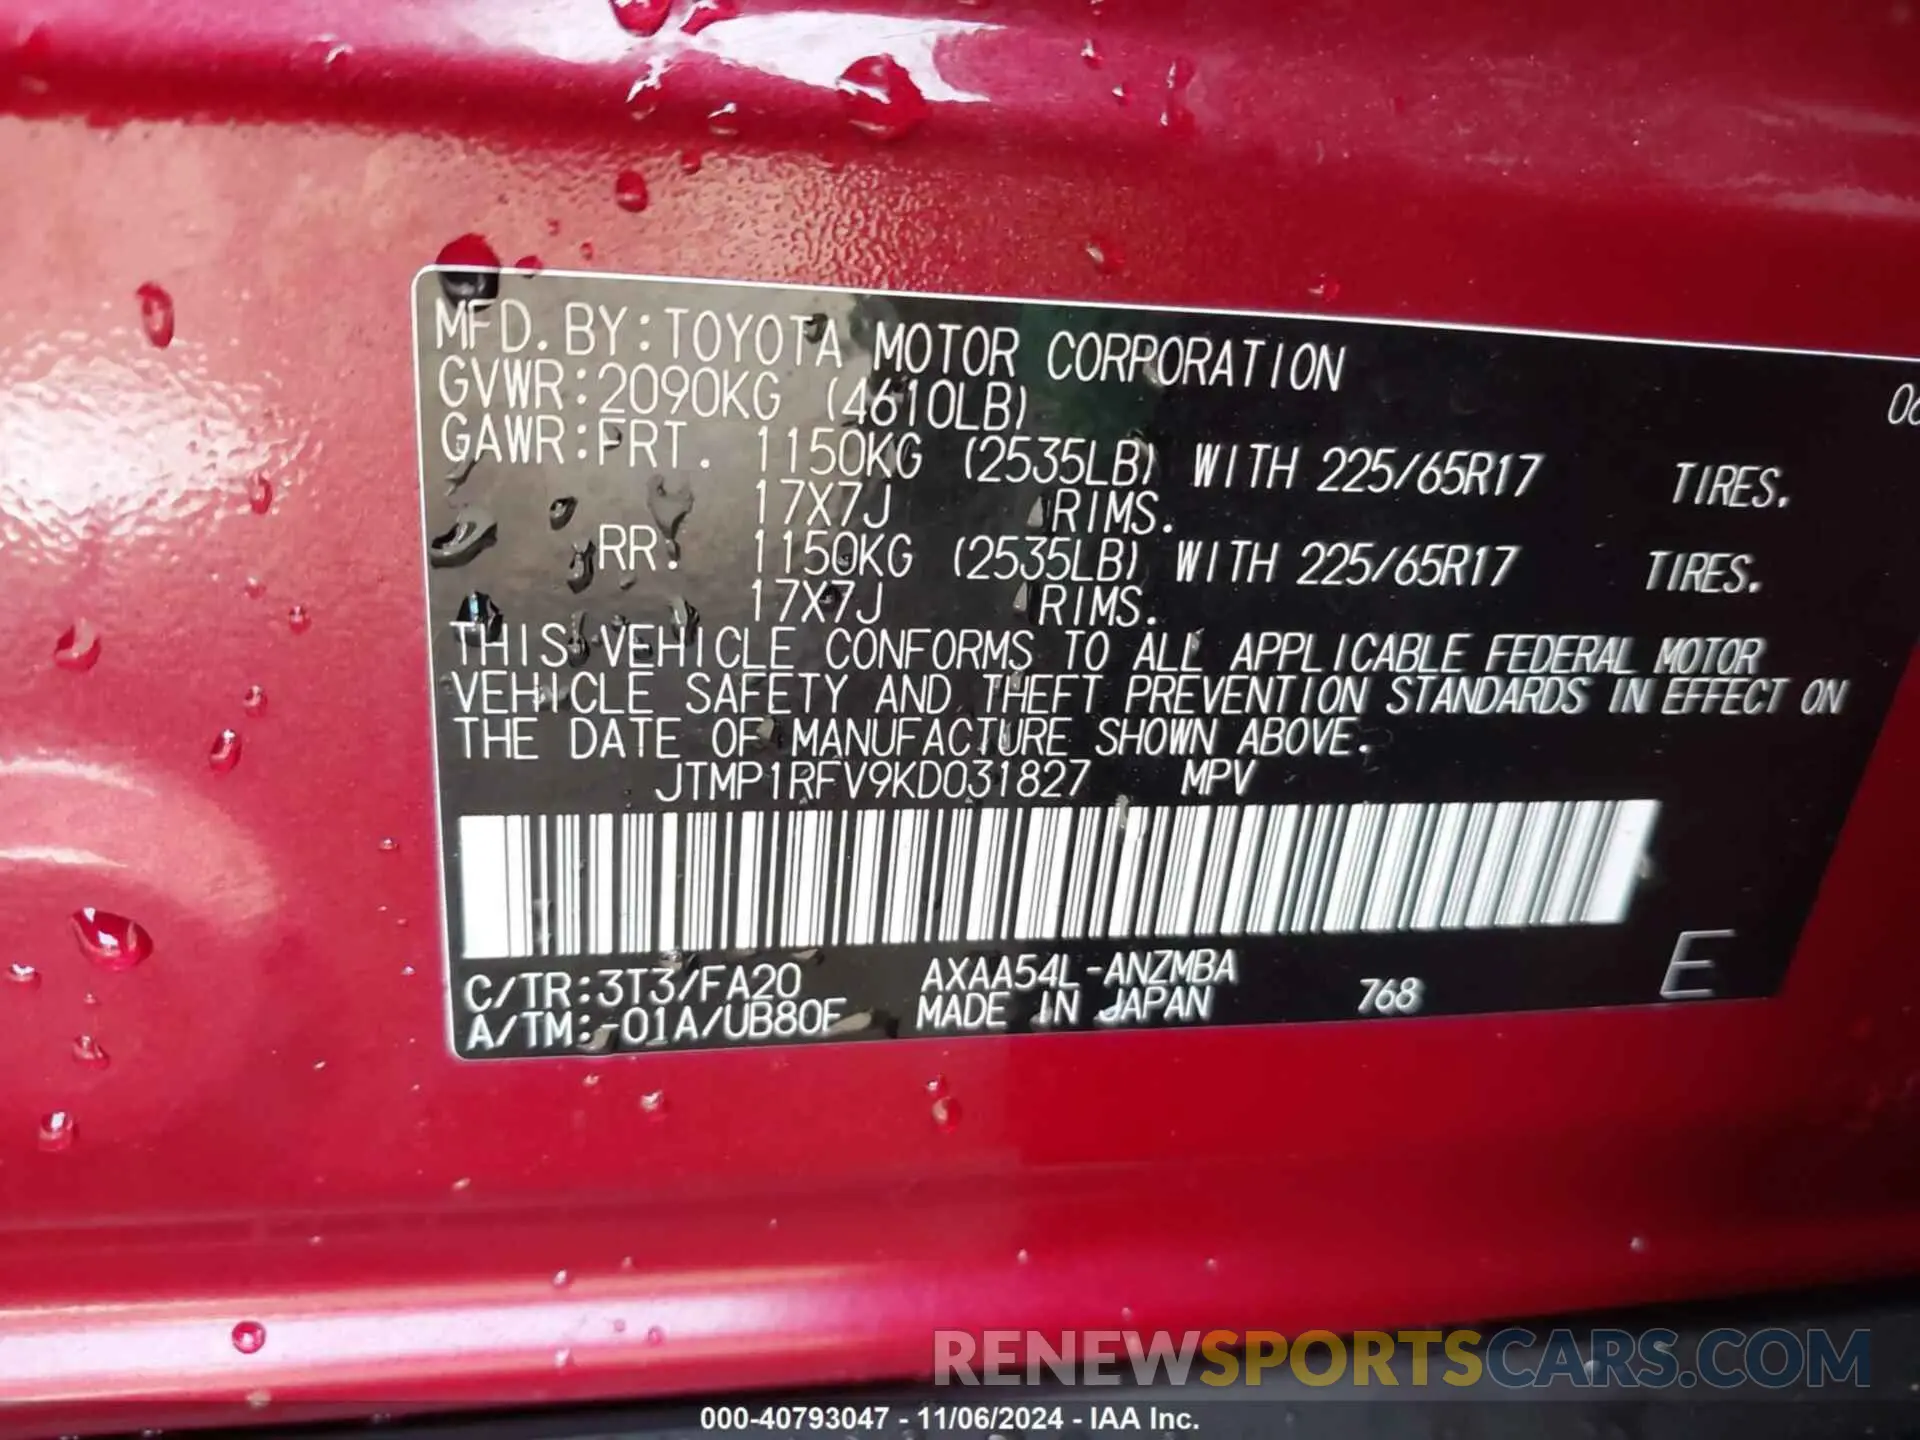 MFD. BY:TOYOTA MOTOR CORPORATION
GVWR:2090KG (4610LB)
GAWR:FRT. 1150KG (2535LB) WITH 225/65R17 TIRES.
17X7J RIMS.
RR. 1150KG (2535LB) WITH 225/65R17 TIRES.
17X7J RIMS.
THIS VEHICLE CONFORMS TO ALL APPLICABLE FEDERAL MOTOR
VEHICLE SAFETY AND THEFT PREVENTION STANDARDS IN EFFECT ON
THE DATE OF MANUFACTURE SHOWN ABOVE.
JTMP1RFV9KD031827 MPV
C/TR:3T3/FA20 AXAA54L-ANZMBA
A/TM:-01A/UB80F MADE IN JAPAN 768 E
RENEWSPORTSCARS.COM
000-40793047 - 11/06/2024 - IAA Inc.